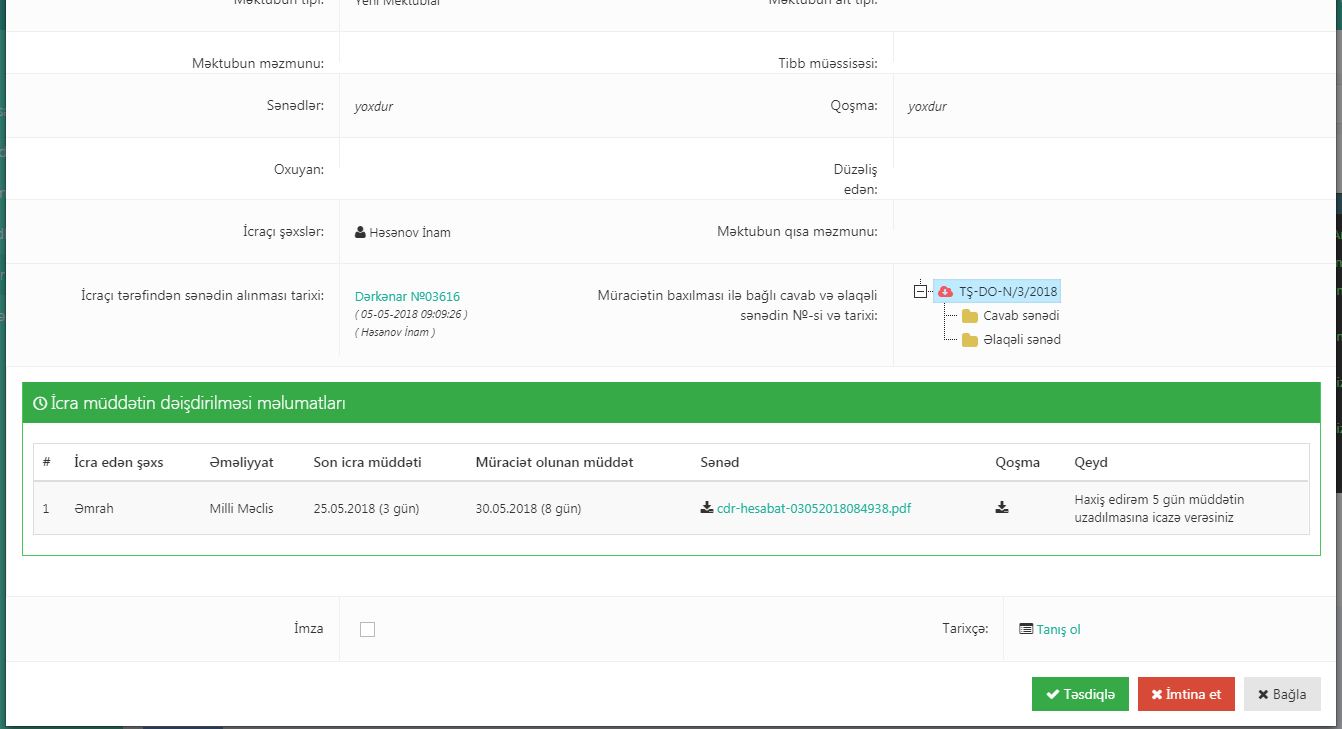 Məktubun tipi: Yeni Məktublar Məktubun alt tipi:
Məktubun məzmunu: Tibb müəssisəsi:
Sənədlər: yoxdur Qoşma: yoxdur
Oxuyan: Düzəliş
edən:
İcraçı şəxslər: Həsənov İnam Məktubun qısa məzmunu:
İcraçı tərəfindən sənədin alınması tarixi: Dərkənar №03616
( 05-05-2018 09:09:26 )
( Həsənov İnam )
Müraciətin baxılması ilə bağlı cavab və əlaqəli
sənədin №-si və tarixi:
TŞ-DO-N/3/2018
Cavab sənədi
Əlaqəli sənəd
İcra müddətin dəişdirilməsi məlumatları
# İcra edən şəxs Əməliyyat Son icra müddəti Müraciət olunan müddət Sənəd Qoşma Qeyd
1 Əmrah Milli Məclis 25.05.2018 (3 gün) 30.05.2018 (8 gün) cdr-hesabat-03052018084938.pdf Haxiş edirəm 5 gün müddətin
uzadılmasına icazə verəsiniz
İmza Tarixçə: Tanış ol
Təsdiqlə İmtina et Bağla